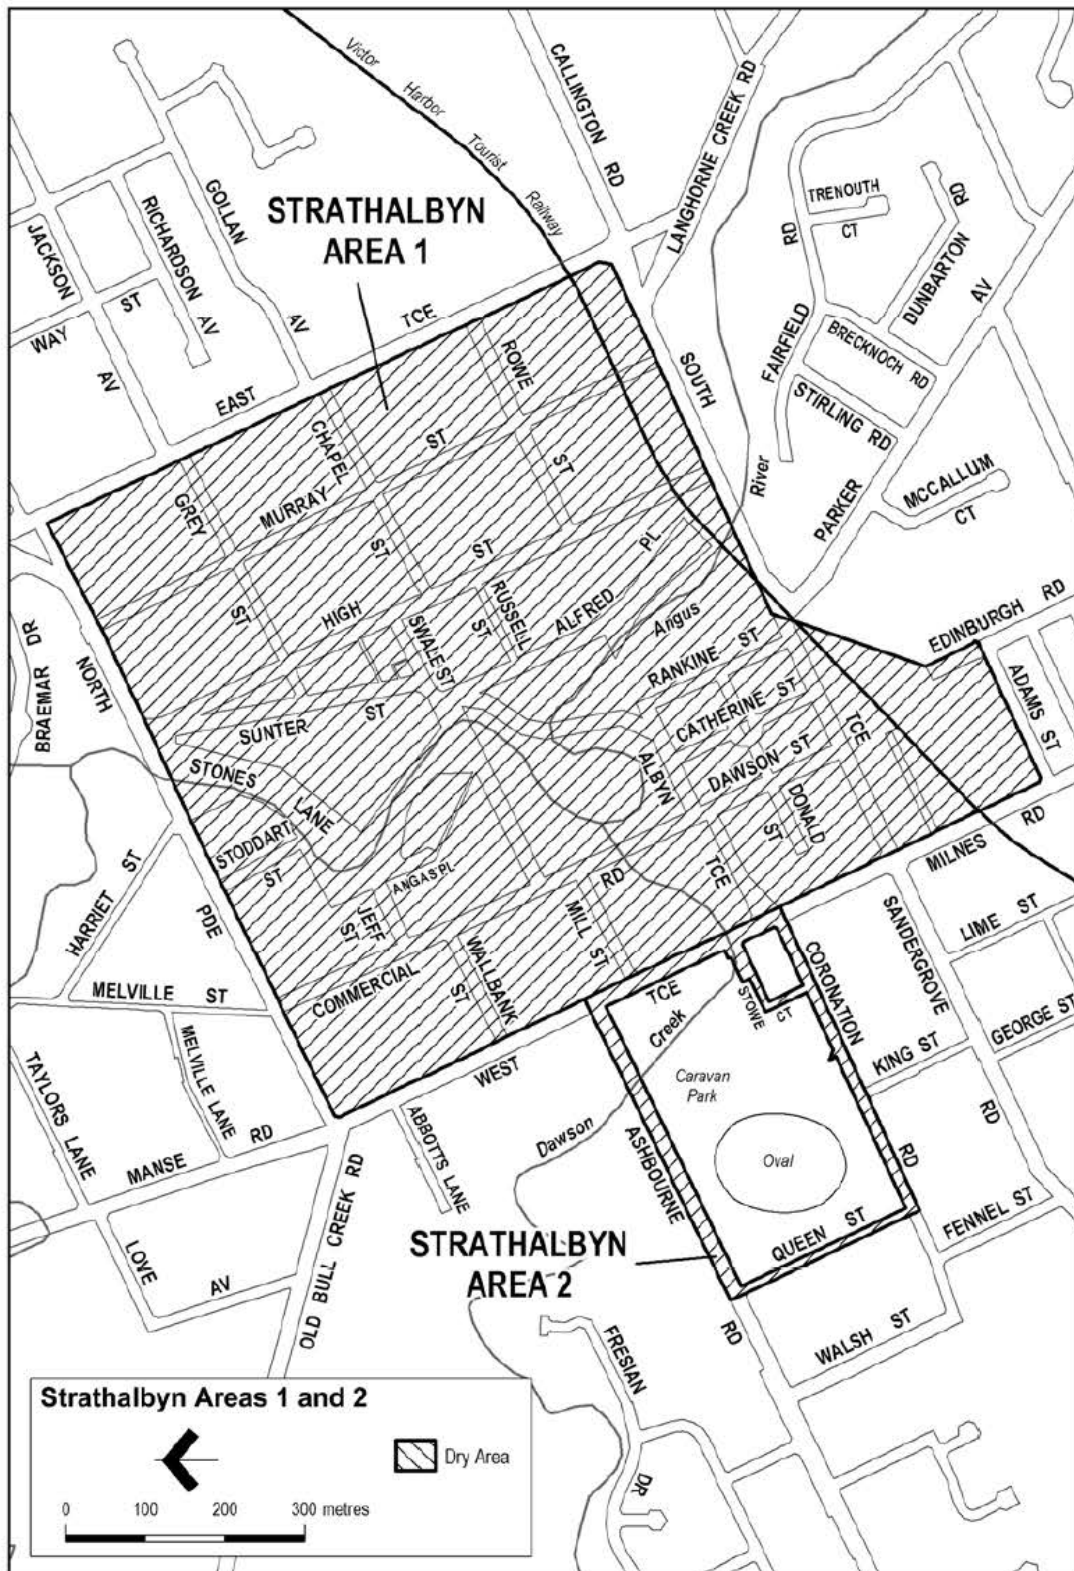 Victor
Harbor
Tourist
Railway
CALLINGTON
RD
LANGHORNE CREEK RD
TRENOUTH
CT
DUNBARTON
RD
FAIRFIELD
RD
BRECKNOCH RD
STIRLING RD
PARKER
AV
MCCALLUM
CT
GOLLAN
AV
RICHARDSON
AV
JACKSON
AV
WAY
ST
STRATHALBYN
AREA 1
EAST
TCE
SOUTH
TCE
ROWE
ST
CHAPEL
ST
GREY
ST
MURRAY
ST
HIGH
ST
SWALE ST
RUSSELL
ST
ALFRED
PL
Angus
River
RANKINE ST
CATHERINE ST
DAWSON ST
ALBYN
TCE
DONALD
ST
EDINBURGH RD
ADAMS ST
BRAEMAR DR
NORTH
PDE
SUNTER
ST
STONES
LANE
STODDART
ST
ANGAS PL
JEFF
ST
COMMERCIAL
RD
WALLBANK
ST
MILL ST
HARRIET ST
MELVILLE ST
MELVILLE LANE
TAYLORS LANE
MANSE
RD
LOVE
AV
OLD BULL CREEK RD
ABBOTTS LANE
WEST
TCE
Dawson
Creek
STOWE
CT
CORONATION
RD
MILNES
RD
SANDERGROVE
RD
LIME ST
GEORGE ST
KING ST
FENNEL ST
Caravan
Park
Oval
ASHBOURNE
RD
QUEEN ST
WALSH ST
STRATHALBYN
AREA 2
FRESIAN
DR
Strathalbyn Areas 1 and 2
Dry Area
0 100 200 300 metres